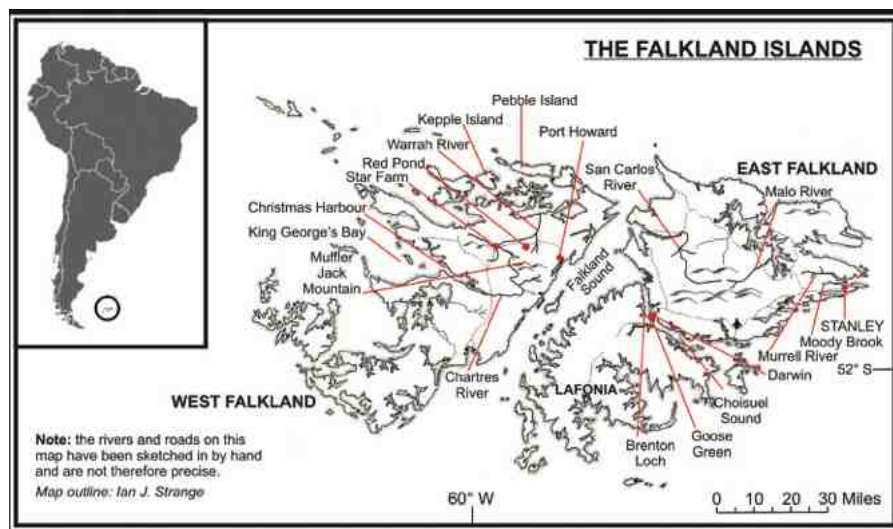 THE FALKLAND ISLANDS
Pebble Island
Kepple Island
Port Howard
Warrah River
Red Pond
Star Farm
San Carlos
River
EAST FALKLAND
Malo River
Christmas Harbour
King George's Bay
Muffler
Jack
Mountain
Falkland
Sound
STANLEY
Moody Brook
Murrell River
52° S
Darwin
Chartres
River
LAFONIA
WEST FALKLAND
Choisuel
Sound
Goose
Green
Brenton
Loch
Note: the rivers and roads on this
map have been sketched in by hand
and are not therefore precise.
Map outline: Ian J. Strange
60° W
0 5 10 20 30 Miles